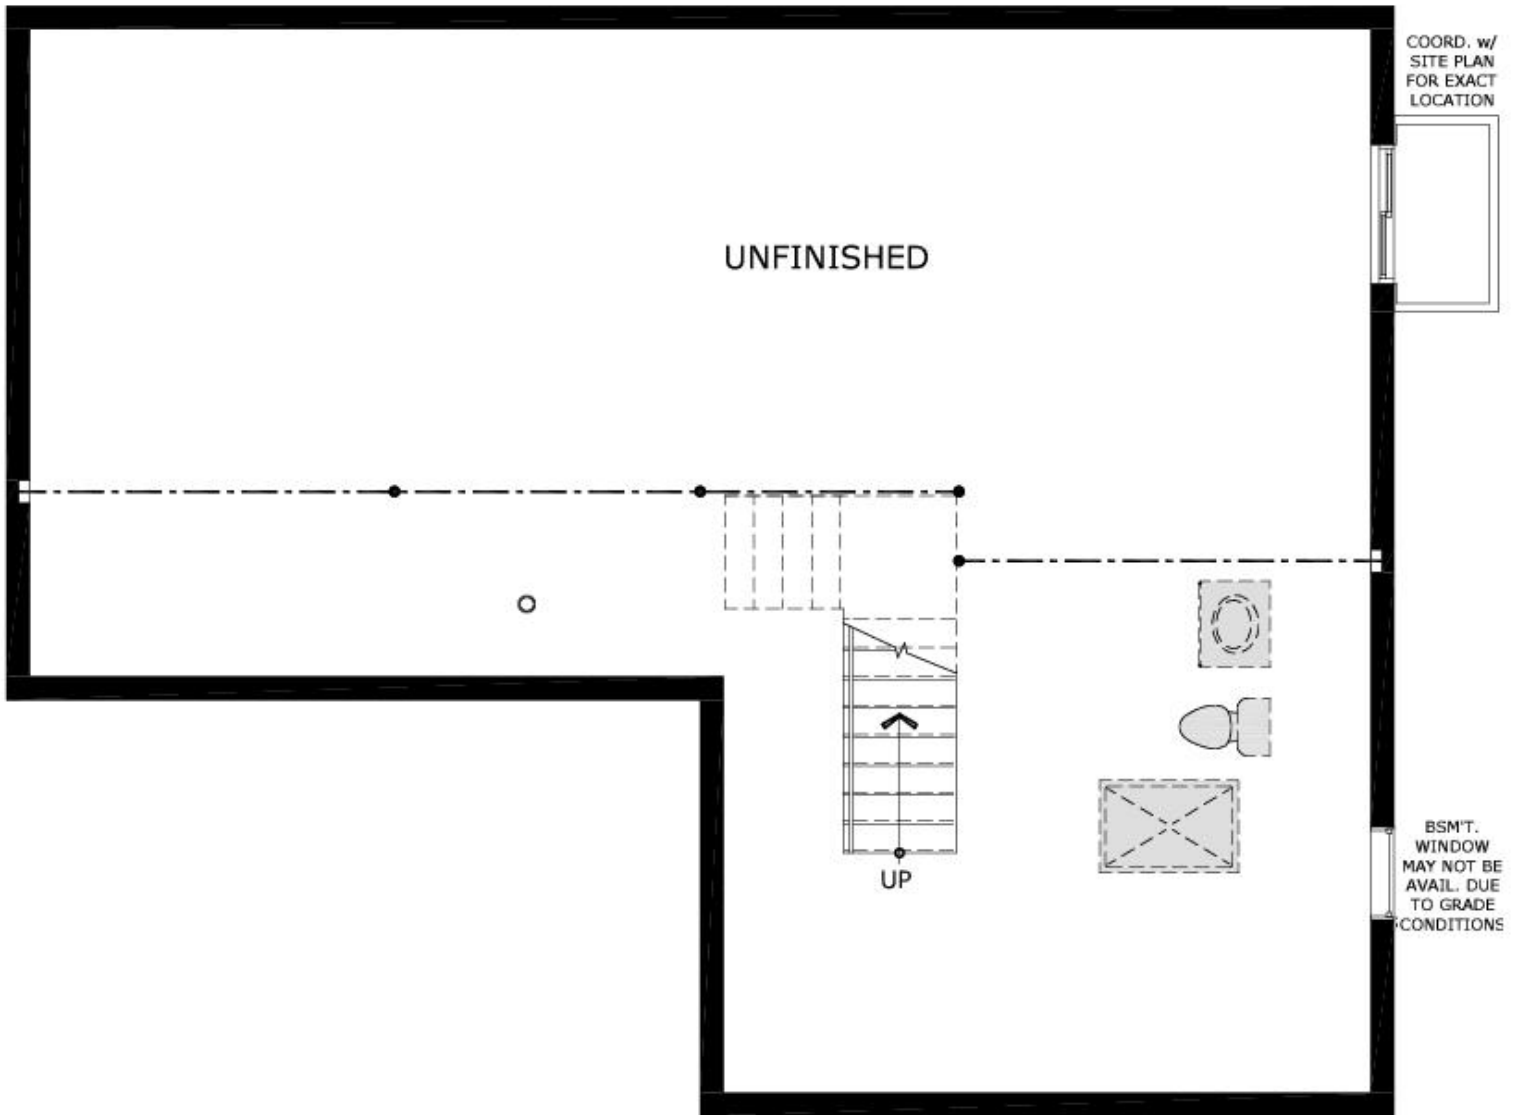 COORD. w/
SITE PLAN
FOR EXACT
LOCATION
UNFINISHED
UP
BSM'T.
WINDOW
MAY NOT BE
AVAIL. DUE
TO GRADE
CONDITIONS